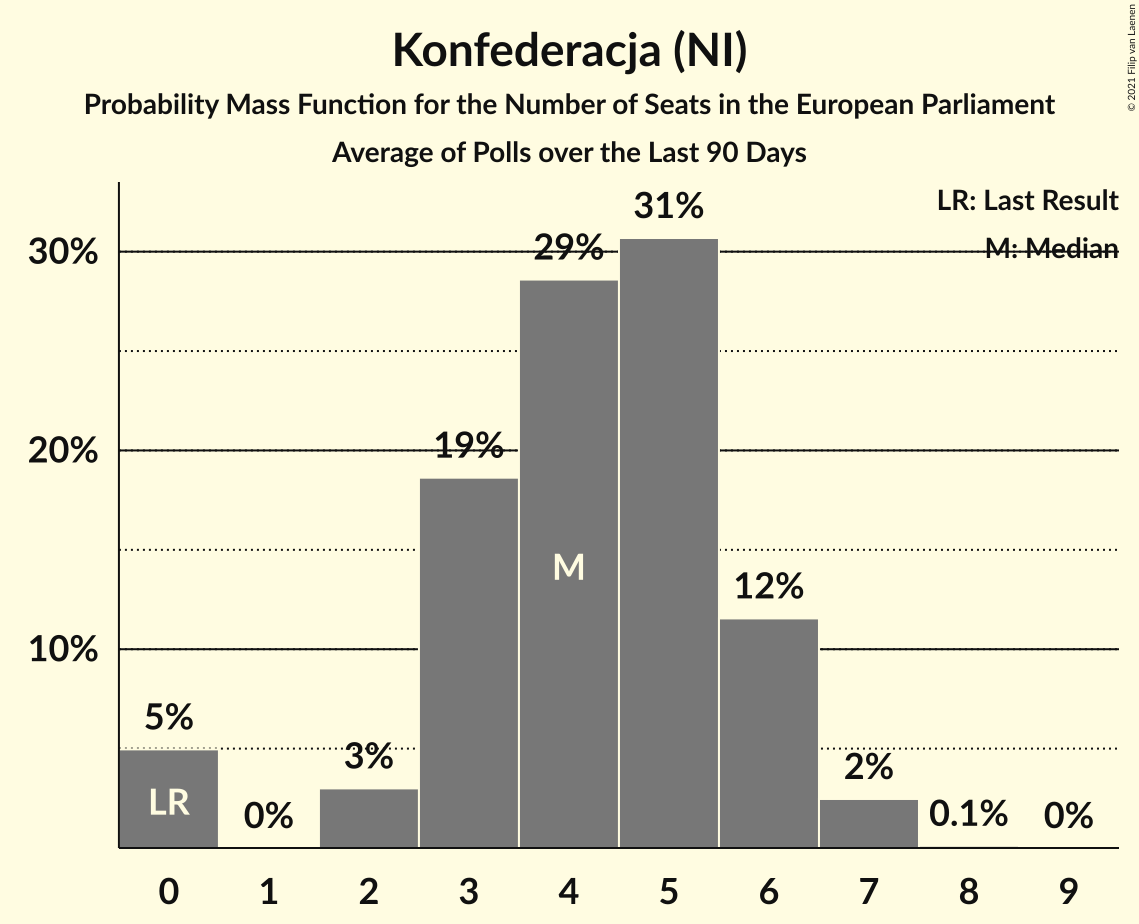 Konfederacja (NI)
Probability Mass Function for the Number of Seats in the European Parliament
Average of Polls over the Last 90 Days
© 2021 Filip van Laenen
LR: Last Result
M: Median
30%
20%
10%
5%
0%
3%
19%
29%
31%
12%
2%
0.1%
0%
LR
M
0 1 2 3 4 5 6 7 8 9